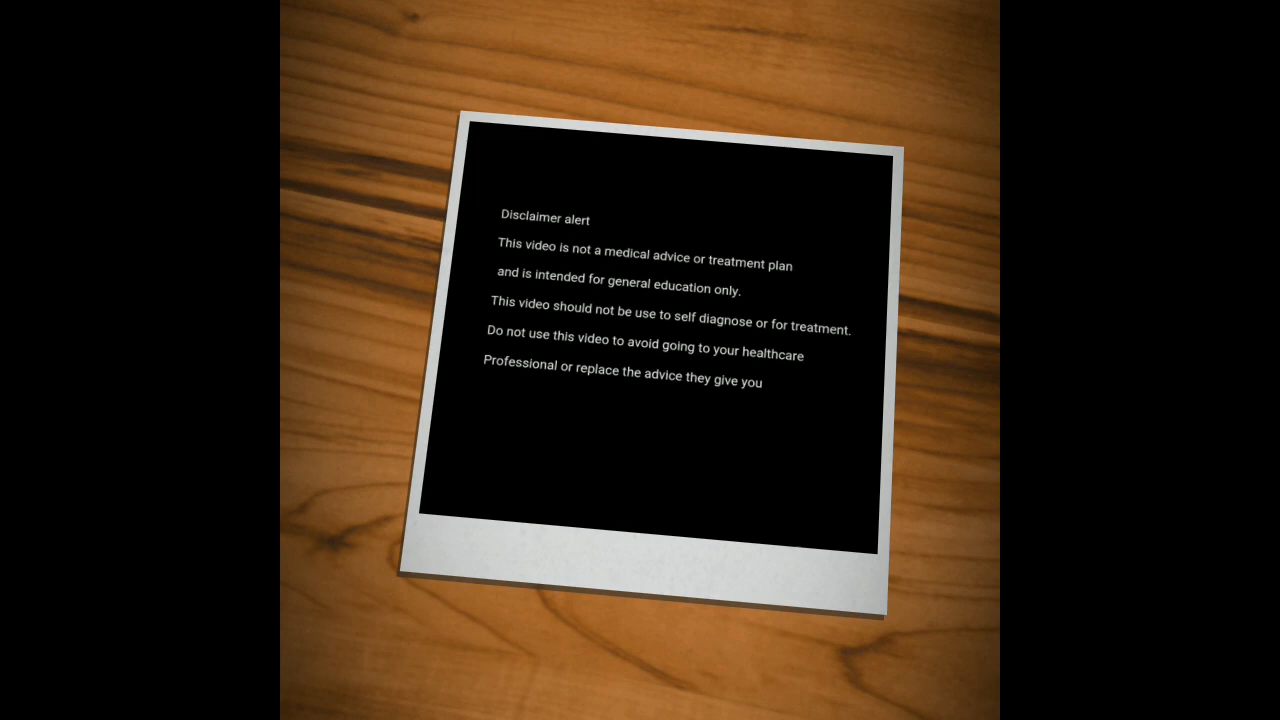 Disclaimer alert
This video is not a medical advice or treatment plan
and is intended for general education only.
This video should not be use to self diagnose or for treatment.
Do not use this video to avoid going to your healthcare
Professional or replace the advice they give you